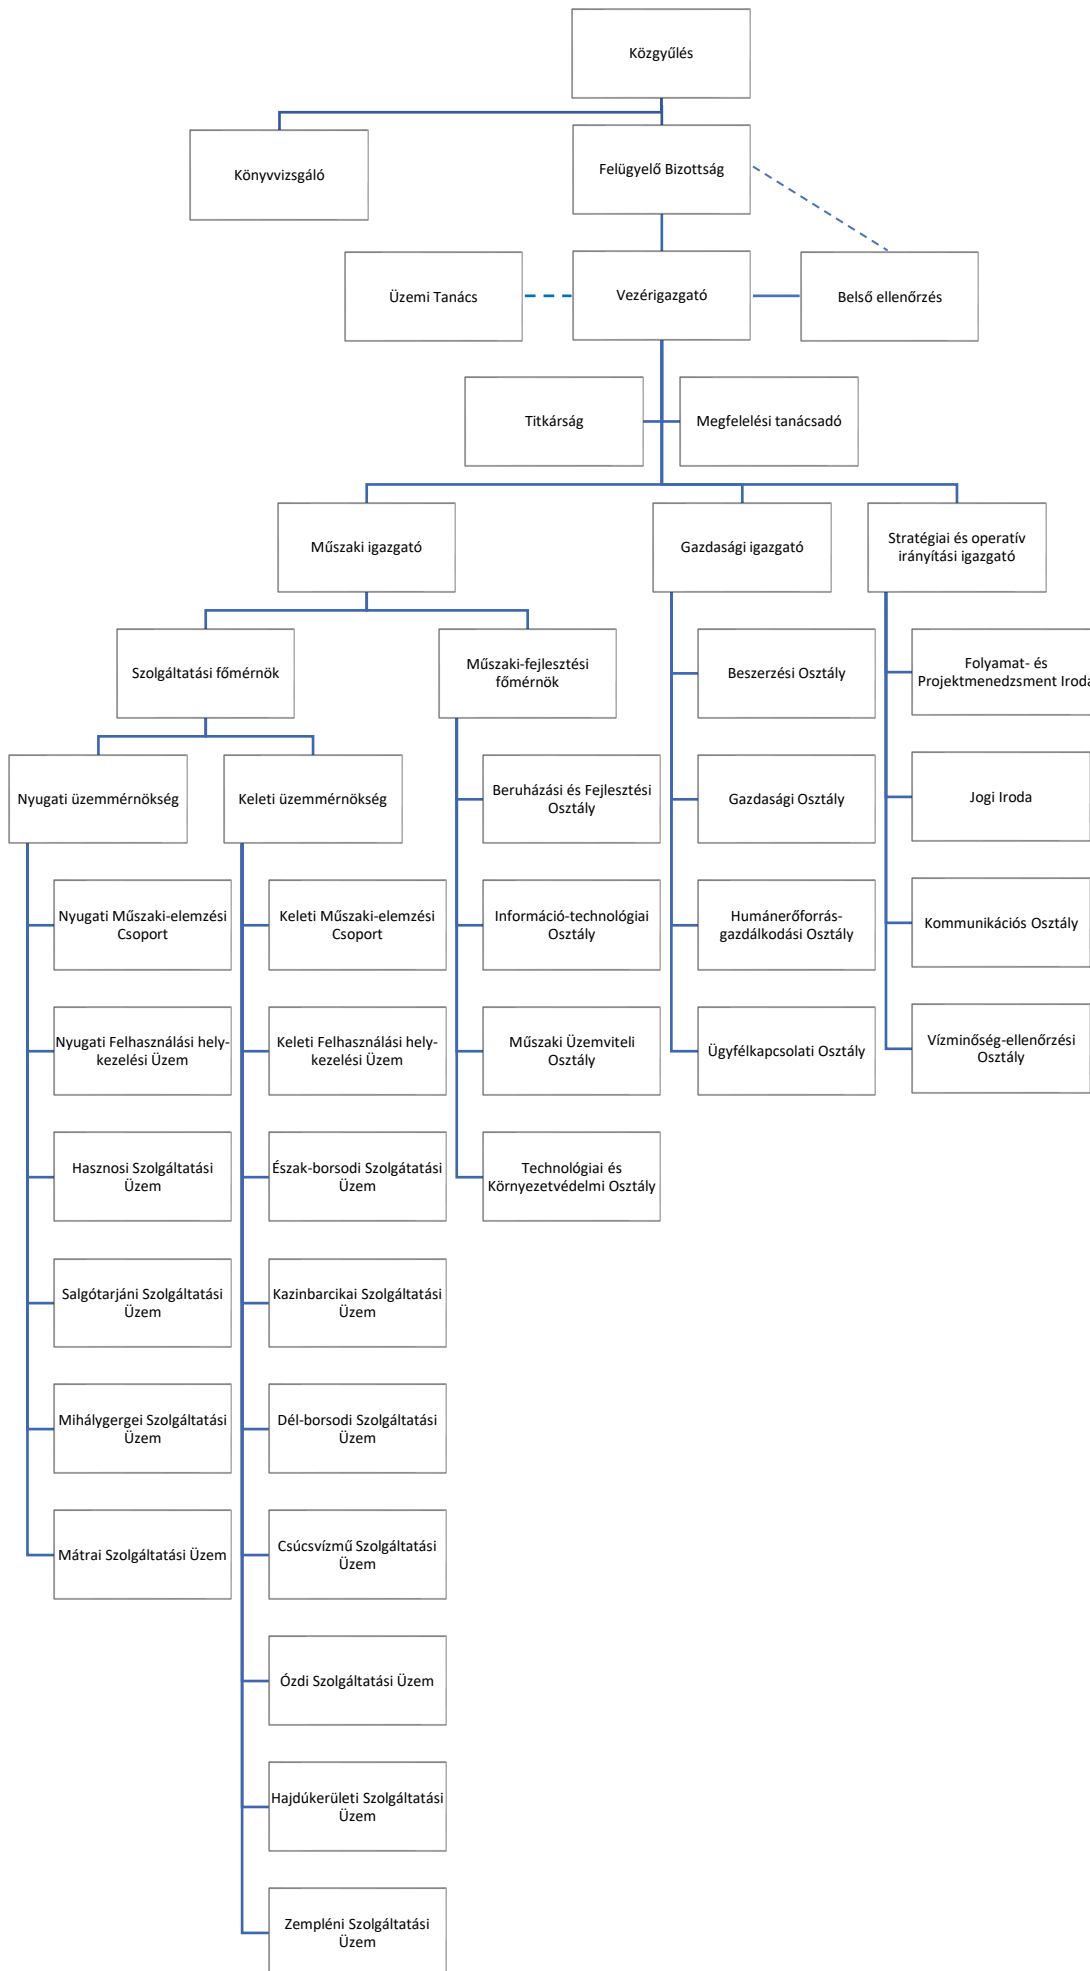 Közgyűlés
Könyvvizsgáló
Felügyelő Bizottság
Üzemi Tanács
Vezérigazgató
Belső ellenőrzés
Titkárság
Megfelelési tanácsadó
Műszaki igazgató
Gazdasági igazgató
Stratégiai és operatív
irányítási igazgató
Szolgáltatási főmérnök
Műszaki-fejlesztési
főmérnök
Beszerzési Osztály
Folyamat- és
Projektmenedzsment Iroda
Nyugati üzemmérnökség
Keleti üzemmérnökség
Beruházási és Fejlesztési
Osztály
Gazdasági Osztály
Jogi Iroda
Nyugati Műszaki-elemzési
Csoport
Keleti Műszaki-elemzési
Csoport
Információ-technológiai
Osztály
Humánerőforrás-
gazdálkodási Osztály
Kommunikációs Osztály
Nyugati Felhasználási hely-
kezelési Üzem
Keleti Felhasználási hely-
kezelési Üzem
Műszaki Üzemviteli
Osztály
Ügyfélkapcsolati Osztály
Vízminőség-ellenőrzési
Osztály
Hasznosi Szolgáltatási
Üzem
Észak-borsodi Szolgátatási
Üzem
Technológiai és
Környezetvédelmi Osztály
Salgótarjáni Szolgáltatási
Üzem
Kazinbarcikai Szolgáltatási
Üzem
Mihálygergei Szolgáltatási
Üzem
Dél-borsodi Szolgáltatási
Üzem
Mátrai Szolgáltatási Üzem
Csúcsvízmű Szolgáltatási
Üzem
Ózdi Szolgáltatási Üzem
Hajdúkerületi Szolgáltatási
Üzem
Zempléni Szolgáltatási
Üzem